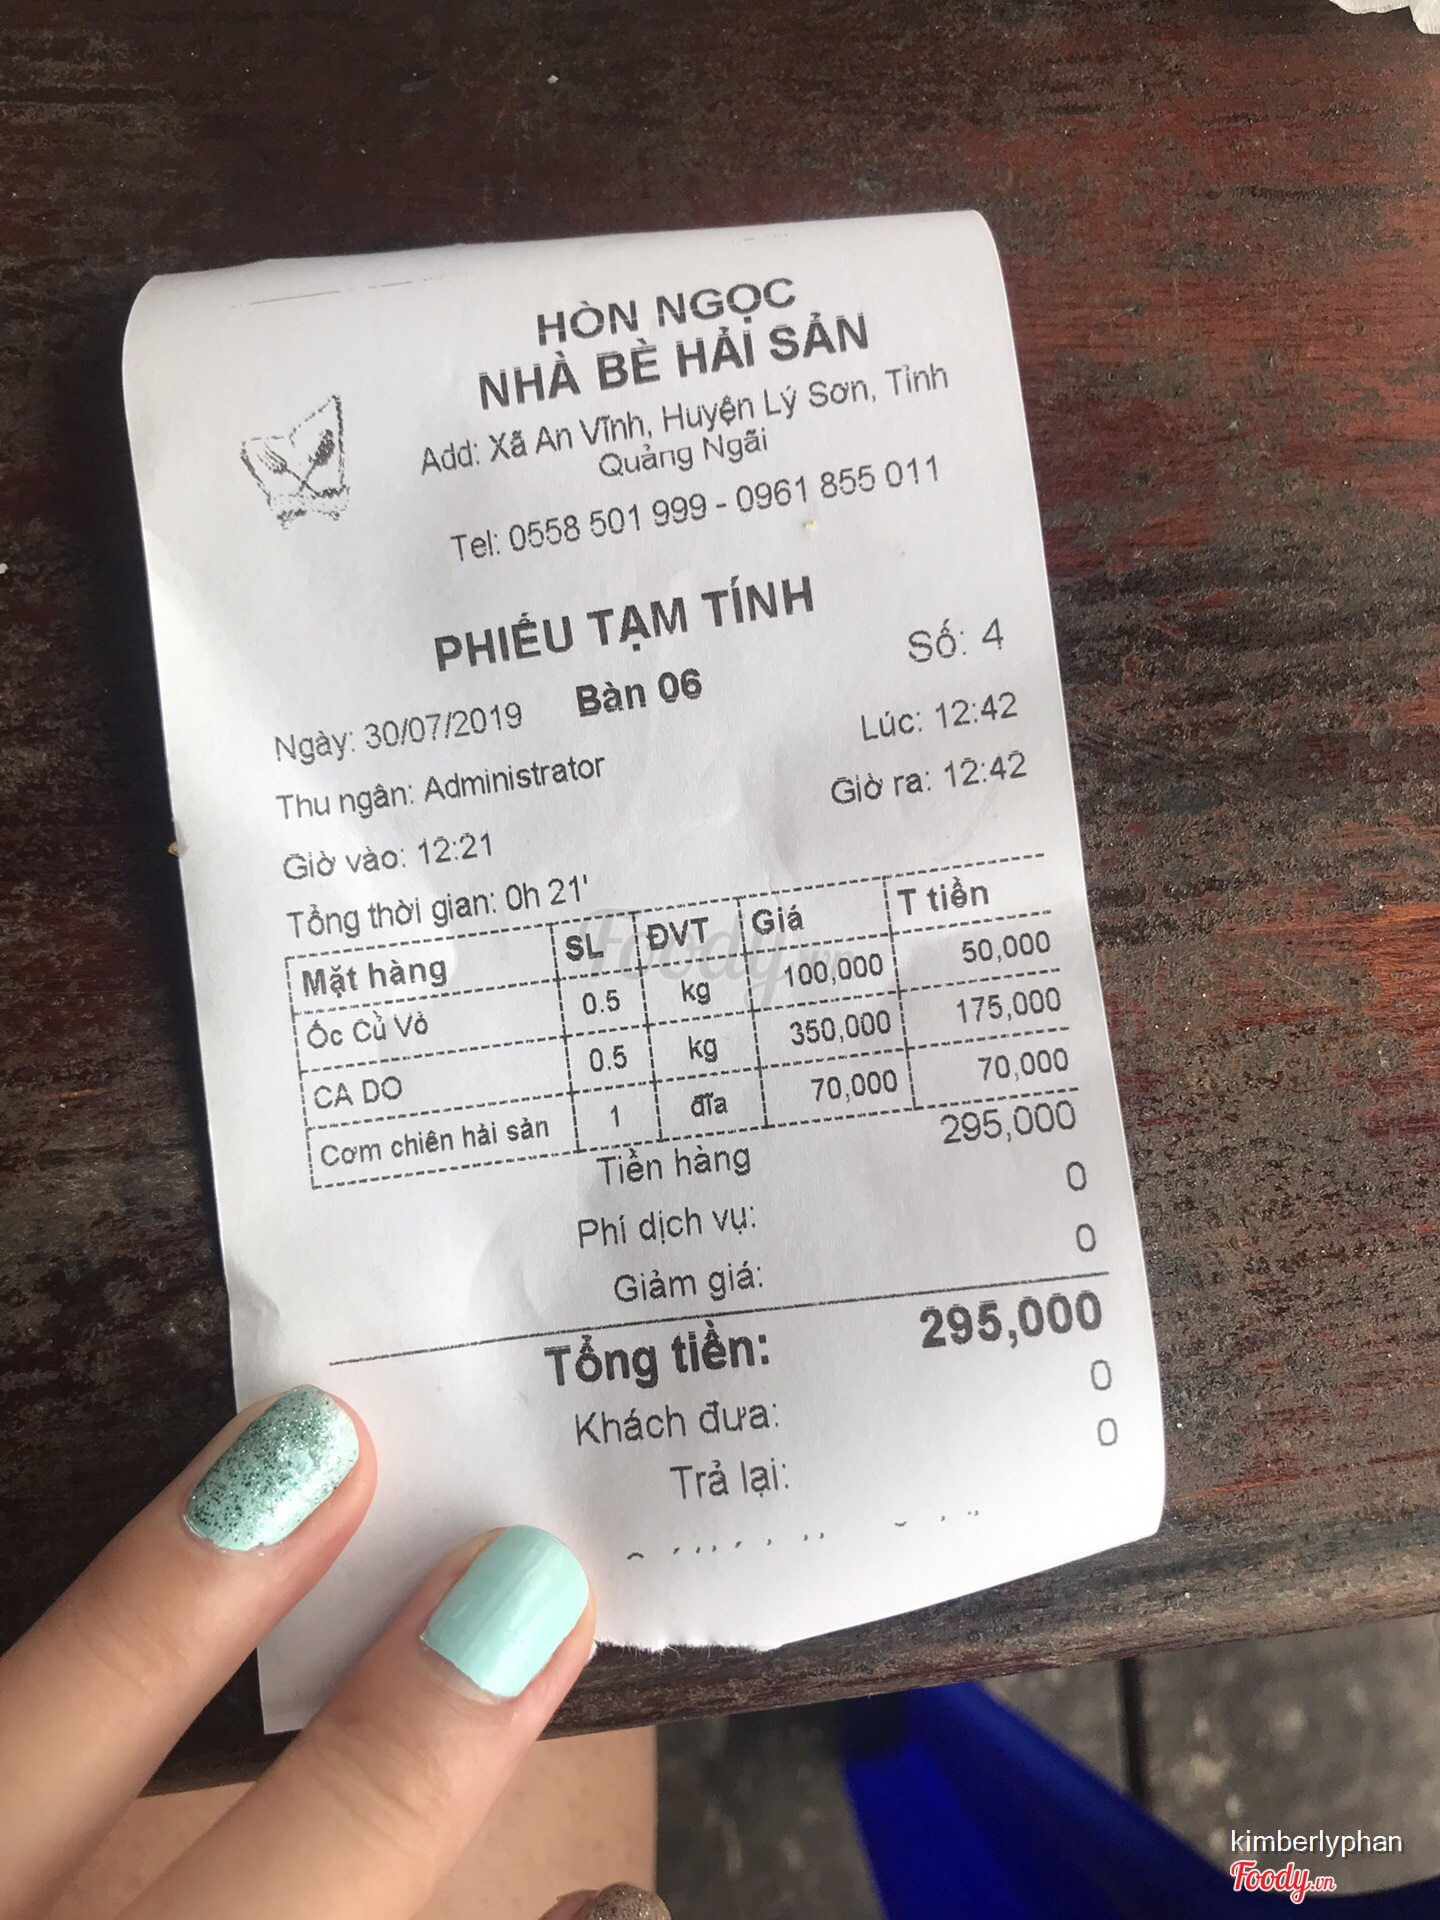 HÒN NGỌC
NHÀ BÈ HẢI SẢN
Add: Xã An Vĩnh, Huyện Lý Sơn, Tỉnh
Quảng Ngãi
Tel: 0558 501 999 - 0961 855 011
PHIẾU TẠM TÍNH
Số: 4
Bàn 06
Ngày: 30/07/2019 Lúc: 12:42
Thu ngân: Administrator
Giờ vào: 12:21 Giờ ra: 12:42
Tổng thời gian: 0h 21'
Mặt hàng SL ĐVT Giá T tiền
Ốc Củ Vỏ 0.5 kg 100,000 50,000
CA DO 0.5 kg 350,000 175,000
Cơm chiên hải sản 1 đĩa 70,000 70,000
Tiền hàng 295,000
Phí dịch vụ: 0
Giảm giá: 0
Tổng tiền: 295,000
Khách đưa: 0
Trả lại: 0
Foody.vn
kimberlyphan
Foody.vn